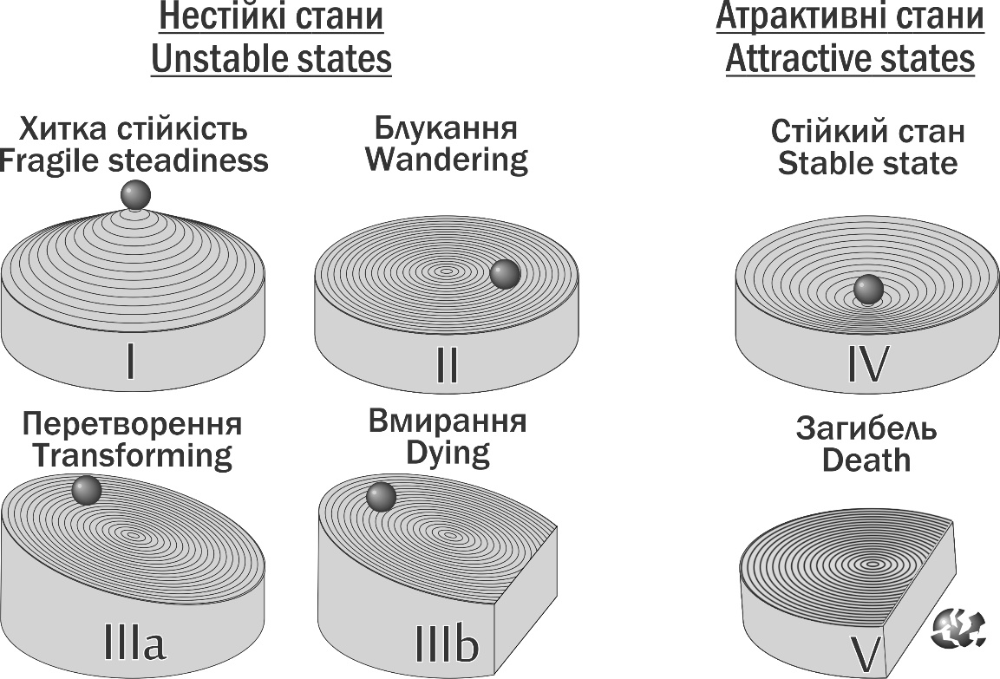 Нестійкі стани
Unstable states
Атрактивні стани
Attractive states
Хитка стійкість
Fragile steadiness
Блукання
Wandering
Стійкий стан
Stable state
I
II
IV
Перетворення
Transforming
Вмирання
Dying
Загибель
Death
IIIa
IIIb
V